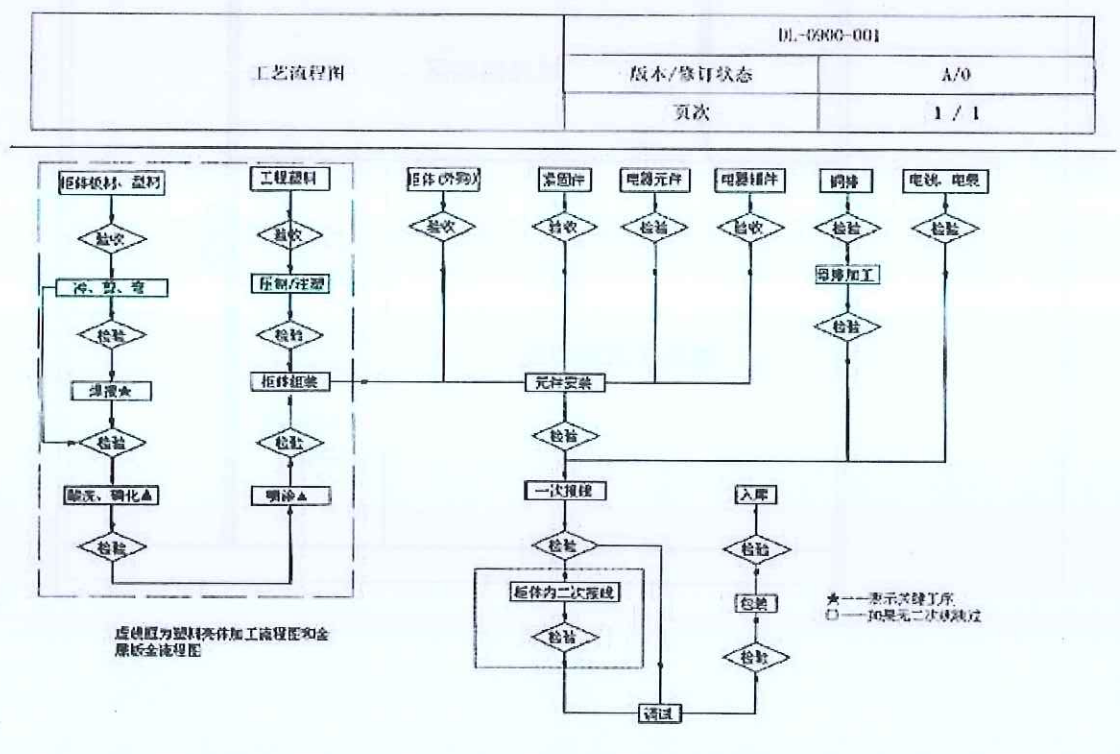 DL-0900-001
工艺流程图
版本/修订状态
A/0
页次
1 / 1
柜体板材、型材
工程塑料
柜体(外购)
紧固件
电器元件
电器辅件
铜排
电线、电缆
验收
验收
验收
验收
检验
验收
检验
检验
冲、剪、弯
压制/注塑
母排加工
检验
检验
检验
焊接★
柜体组装
元件安装
检验
检验
检验
酸洗、磷化▲
喷涂▲
一次接线
入库
检验
检验
检验
柜体内二次接线
包装
★——表示关键工序
口——如果无二次就跳过
检验
检验
虚线框为塑料壳体加工流程图和金
属钣金流程图
调试